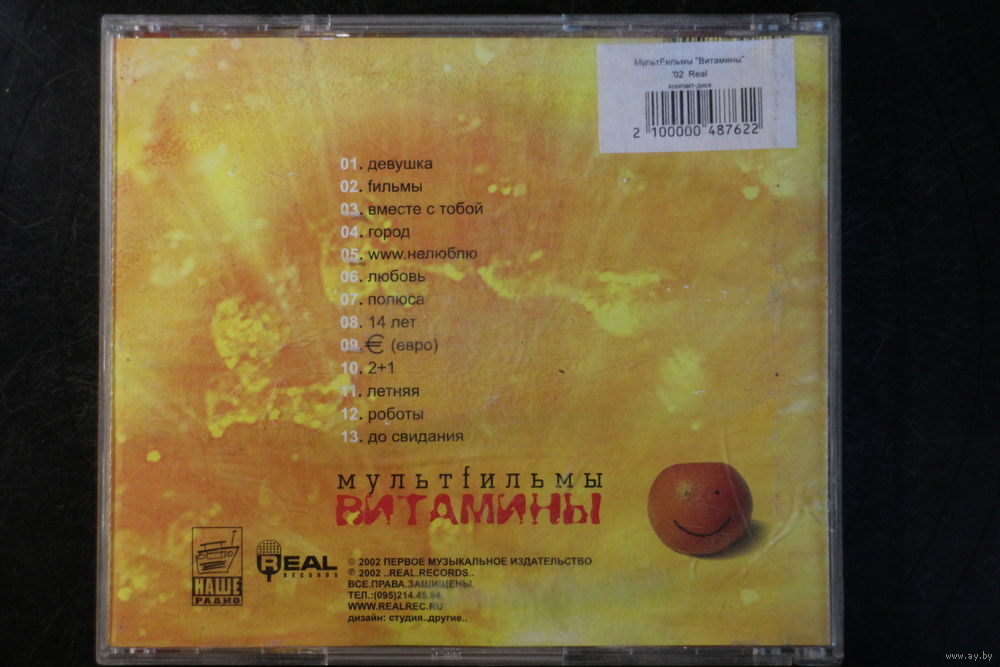 МультFильмы "Витамины"
'02 Real
компакт-диск
2 100000 487622
01. девушка
02. fильмы
03. вместе с тобой
04. город
05. www.нелюблю
06. любовь
07. полюса
08. 14 лет
09. € (евро)
10. 2+1
11. летняя
12. роботы
13. до свидания
мультfильмы
ВИТАМИНЫ
НАШЕ
РАДИО
REAL
RECORDS
© 2002 ПЕРВОЕ МУЗЫКАЛЬНОЕ ИЗДАТЕЛЬСТВО
℗ 2002 ..REAL.RECORDS..
ВСЕ.ПРАВА.ЗАЩИЩЕНЫ.
ТЕЛ.:(095)214.45.94.
WWW.REALREC.RU
дизайн: студия..другие..
www.ay.by